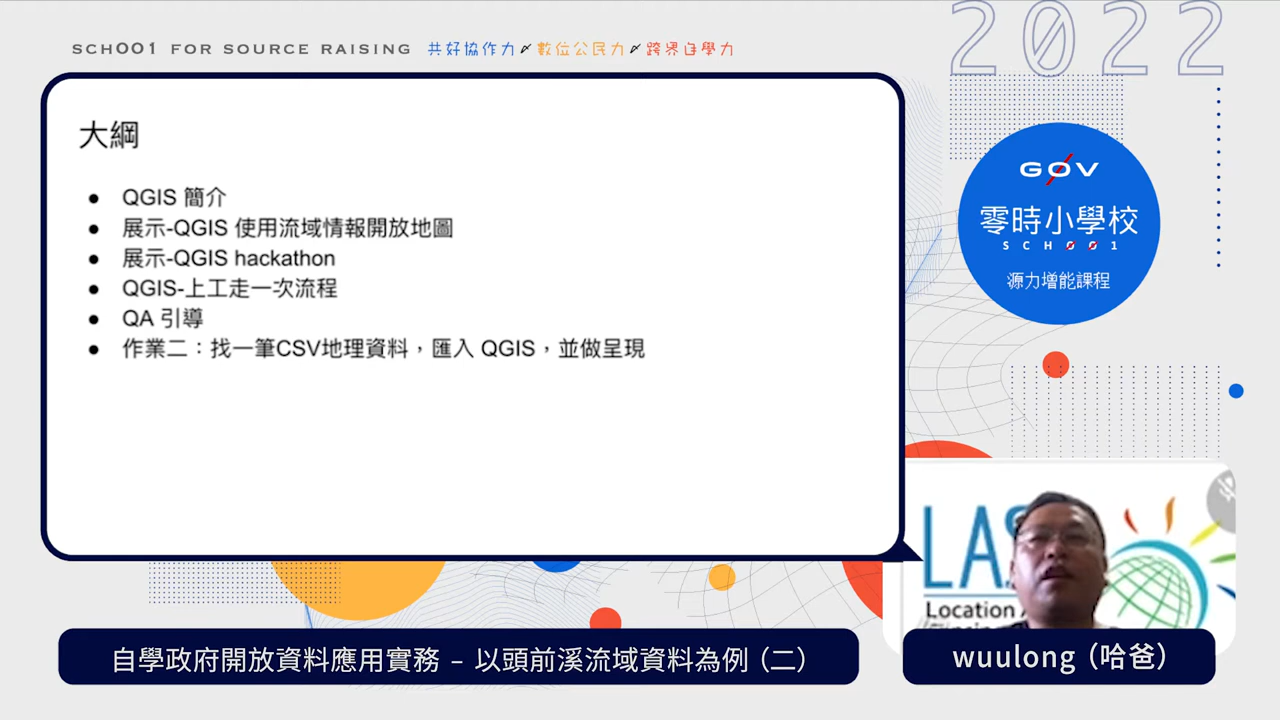 SCH001 FOR SOURCE RAISING 共好協作力 數位公民力 跨界自學力
2022
大綱
● QGIS 簡介
● 展示-QGIS 使用流域情報開放地圖
● 展示-QGIS hackathon
● QGIS-上工走一次流程
● QA 引導
● 作業二：找一筆CSV地理資料，匯入 QGIS，並做呈現
G0V
零時小學校
SCH001
源力增能課程
LAS
Location
自學政府開放資料應用實務 – 以頭前溪流域資料為例（二）
wuulong（哈爸）